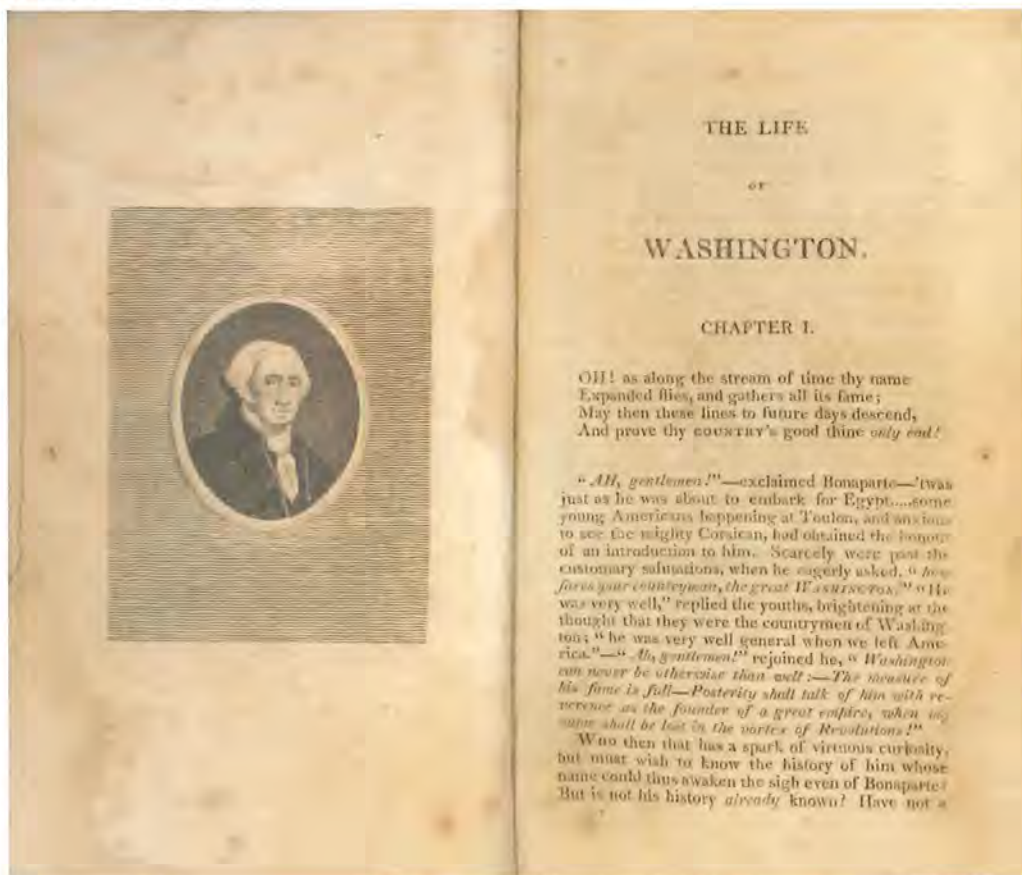 THE LIFE
OF
WASHINGTON.
CHAPTER I.
OH! as along the stream of time thy name
Expanded flies, and gathers all its fame;
May then these lines to future days descend,
And prove thy COUNTRY's good thine only end!
"AH, gentlemen!"—exclaimed Bonaparte—'twas
just as he was about to embark for Egypt.....some
young Americans happening at Toulon, and anxious
to see the mighty Corsican, had obtained the honour
of an introduction to him. Scarcely were past the
customary salutations, when he eagerly asked, "how
fares your countryman, the great WASHINGTON." "He
was very well," replied the youths, brightening at the
thought that they were the countrymen of Washing
ton; "he was very well general when we left Ame-
rica."—"Ah, gentlemen!" rejoined he, "Washington
can never be otherwise than well:—The measure of
his fame is full—Posterity shall talk of him with re-
verence as the founder of a great empire, when my
name shall be lost in the vortex of Revolutions!"
WHO then that has a spark of virtuous curiosity,
but must wish to know the history of him whose
name could thus awaken the sigh even of Bonaparte?
But is not his history already known? Have not a